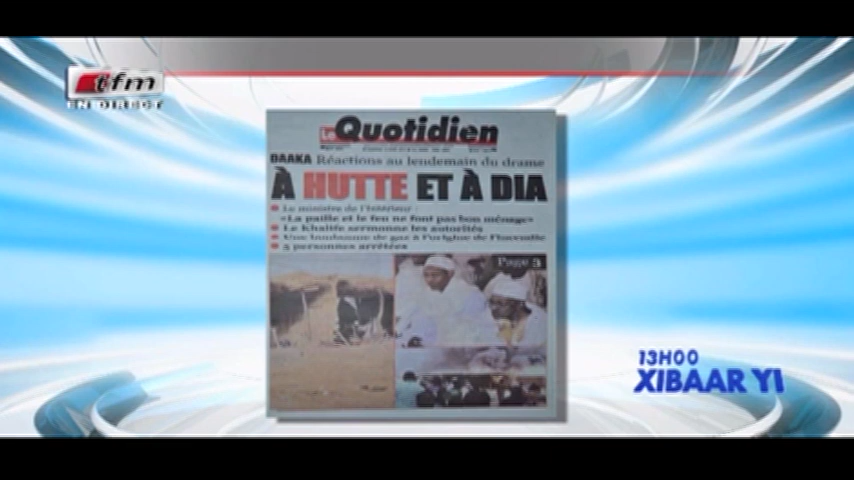 tfm
EN DIRECT
Le Quotidien
DAAKA Réactions au lendemain du drame
À HUTTE ET À DIA
Le ministre de l'Intérieur :
«La paille et le feu ne font pas bon ménage»
Le Khalife sermonne les autorités
Une bonbonne de gaz à l'origine de l'incendie
5 personnes arrêtées
Page 3
13H00
XIBAAR YI